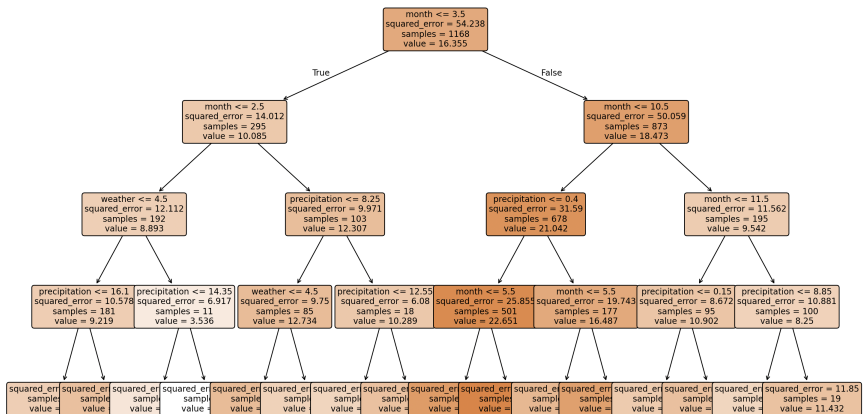 month <= 3.5
squared_error = 54.238
samples = 1168
value = 16.355
True
False
month <= 2.5
squared_error = 14.012
samples = 295
value = 10.085
month <= 10.5
squared_error = 50.059
samples = 873
value = 18.473
weather <= 4.5
squared_error = 12.112
samples = 192
value = 8.893
precipitation <= 8.25
squared_error = 9.971
samples = 103
value = 12.307
precipitation <= 0.4
squared_error = 31.59
samples = 678
value = 21.042
month <= 11.5
squared_error = 11.562
samples = 195
value = 9.542
precipitation <= 16.1
squared_error = 10.578
samples = 181
value = 9.219
precipitation <= 14.35
squared_error = 6.917
samples = 11
value = 3.536
weather <= 4.5
squared_error = 9.75
samples = 85
value = 12.734
precipitation <= 12.55
squared_error = 6.08
samples = 18
value = 10.289
month <= 5.5
squared_error = 25.855
samples = 501
value = 22.651
month <= 5.5
squared_error = 19.743
samples = 177
value = 16.487
precipitation <= 0.15
squared_error = 8.672
samples = 95
value = 10.902
precipitation <= 8.85
squared_error = 10.881
samples = 100
value = 8.25
squared_error = 11.85
samples = 19
value = 11.432